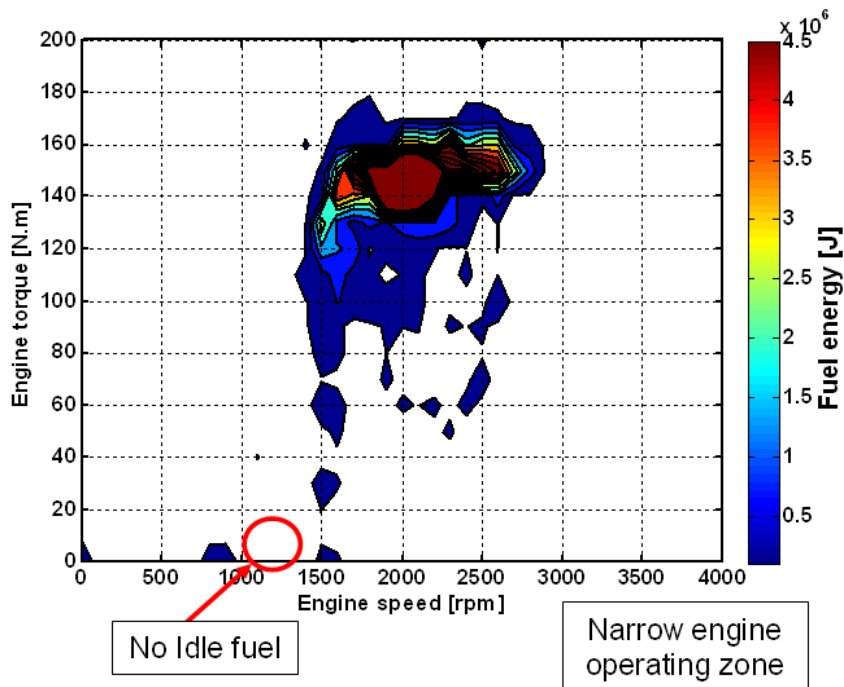 x 10⁶
200
180
160
140
120
100
80
60
40
20
0
Engine torque [N.m]
0 500 1000 1500 2000 2500 3000 3500 4000
Engine speed [rpm]
4.5
4
3.5
3
2.5
2
1.5
1
0.5
Fuel energy [J]
No Idle fuel
Narrow engine
operating zone